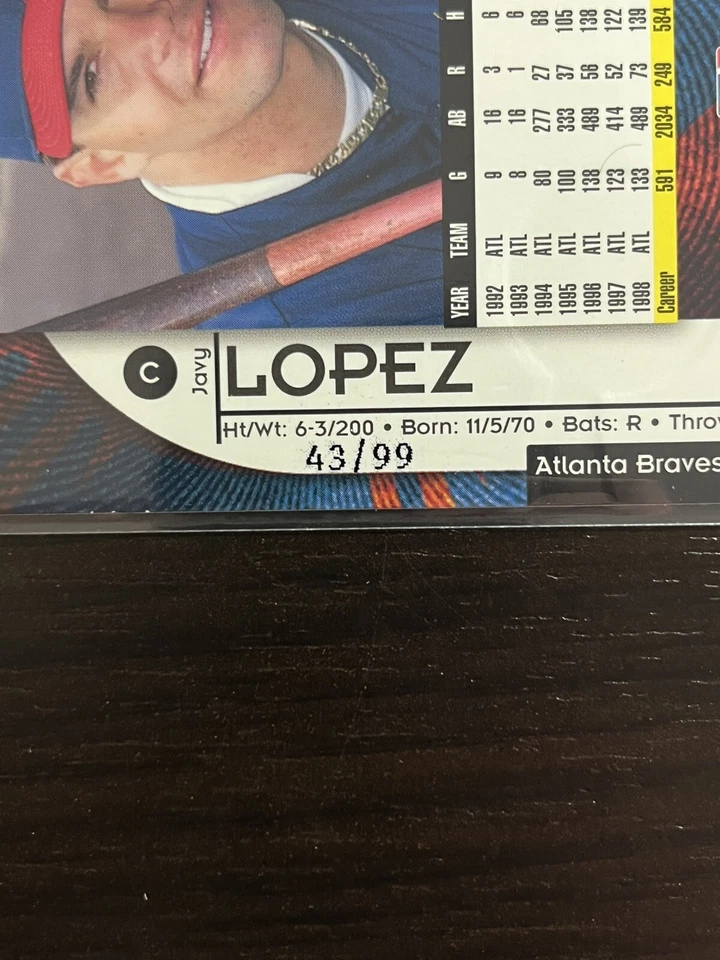 YEAR TEAM G AB R H
1992 ATL 9 16 3 6
1993 ATL 8 16 1 6
1994 ATL 80 277 27 68
1995 ATL 100 333 37 105
1996 ATL 138 489 56 138
1997 ATL 123 414 52 122
1998 ATL 133 489 73 139
Career 591 2034 249 584
C
Javy
LOPEZ
Ht/Wt: 6-3/200 • Born: 11/5/70 • Bats: R • Throw
43/99
Atlanta Braves